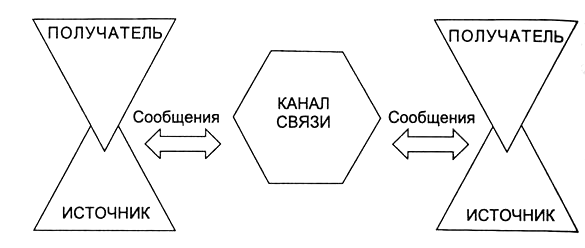 ПОЛУЧАТЕЛЬ
ИСТОЧНИК
Сообщения
КАНАЛ
СВЯЗИ
Сообщения
ПОЛУЧАТЕЛЬ
ИСТОЧНИК